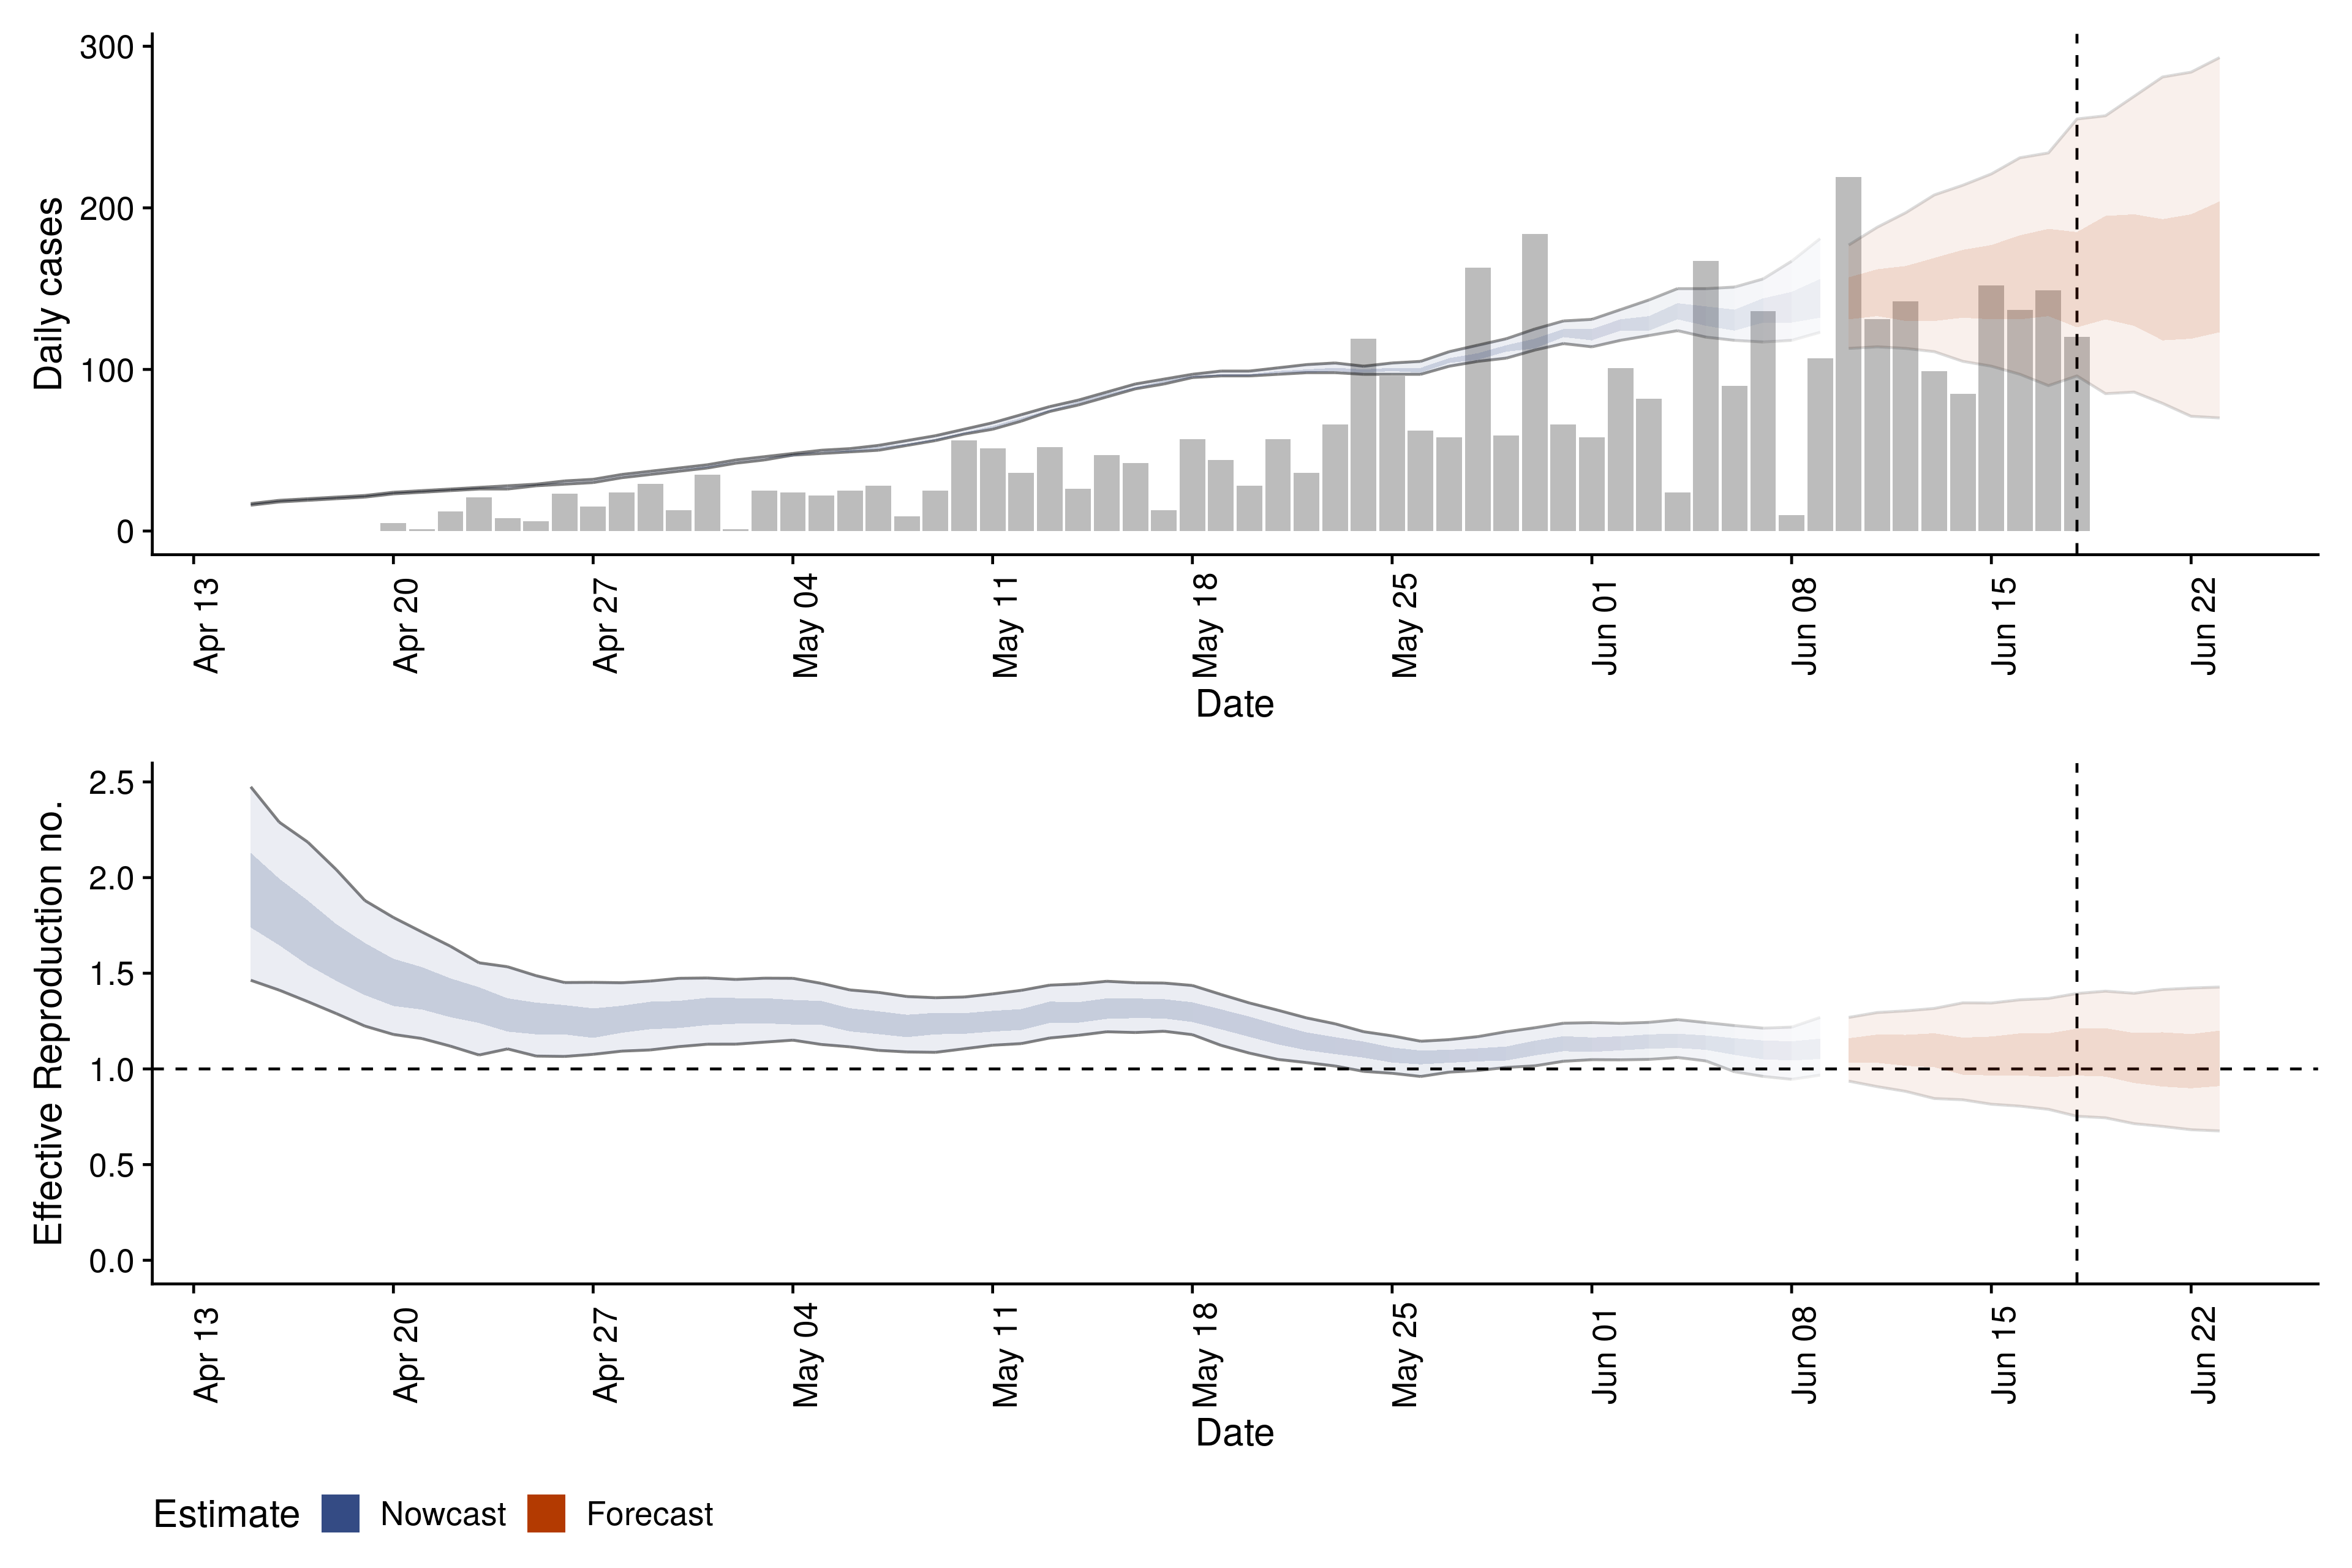 Daily cases
300
200
100
0
Apr 13
Apr 20
Apr 27
May 04
May 11
May 18
May 25
Jun 01
Jun 08
Jun 15
Jun 22
Date
Effective Reproduction no.
2.5
2.0
1.5
1.0
0.5
0.0
Apr 13
Apr 20
Apr 27
May 04
May 11
May 18
May 25
Jun 01
Jun 08
Jun 15
Jun 22
Date
Estimate Nowcast Forecast